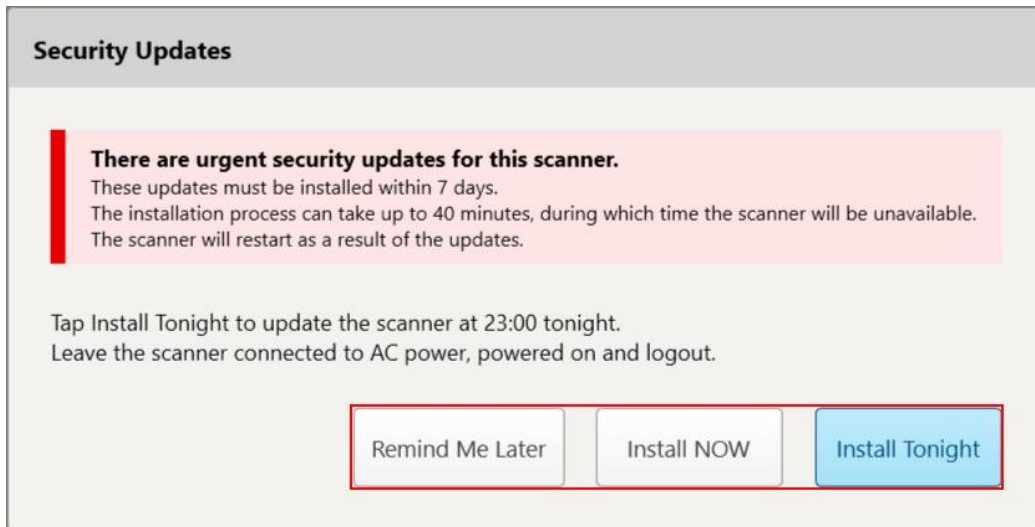 Security Updates
There are urgent security updates for this scanner.
These updates must be installed within 7 days.
The installation process can take up to 40 minutes, during which time the scanner will be unavailable.
The scanner will restart as a result of the updates.
Tap Install Tonight to update the scanner at 23:00 tonight.
Leave the scanner connected to AC power, powered on and logout.
Remind Me Later
Install NOW
Install Tonight